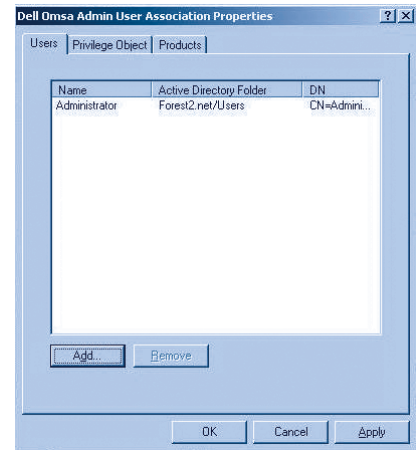 Dell Omsa Admin User Association Properties ? X
Users Privilege Object Products
Name Active Directory Folder DN
Administrator Forest2.net/Users CN=Admini...
Add... Remove
OK Cancel Apply